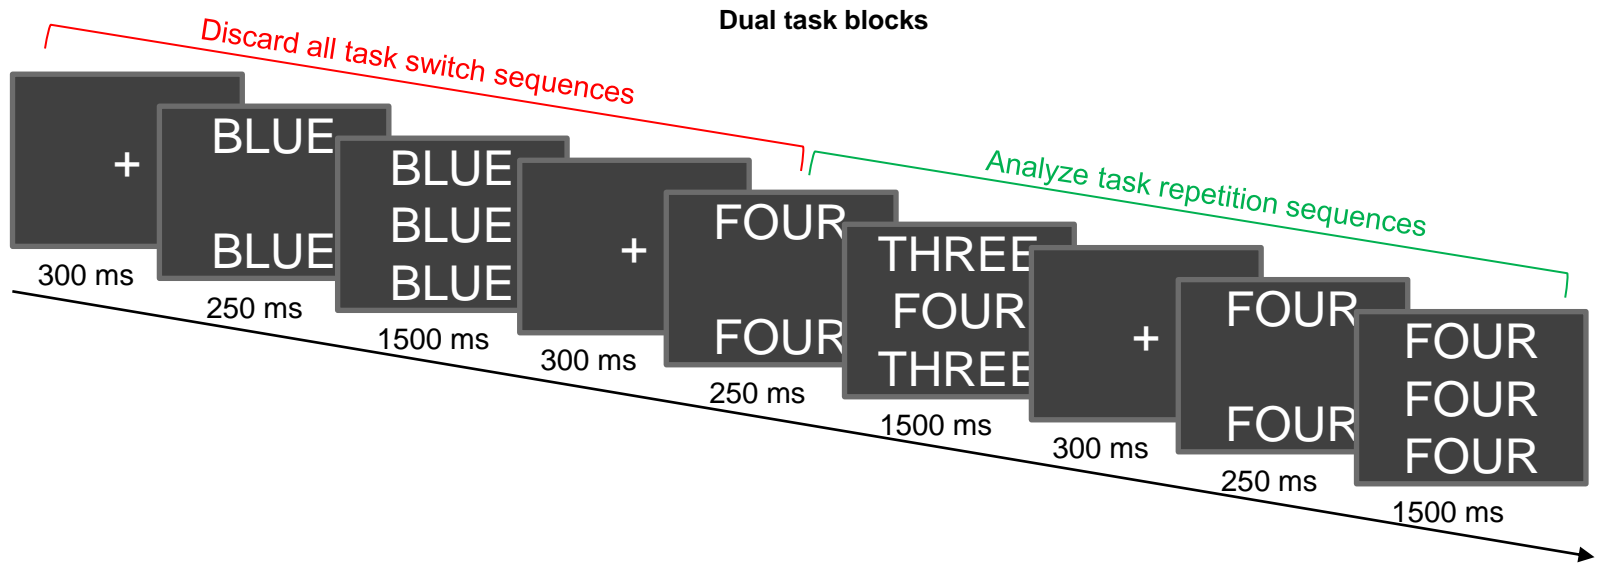 Dual task blocks
Discard all task switch sequences
Analyze task repetition sequences
+
300 ms
BLUE
BLUE
250 ms
BLUE
BLUE
BLUE
1500 ms
+
300 ms
FOUR
FOUR
250 ms
THREE
FOUR
THREE
1500 ms
+
300 ms
FOUR
FOUR
250 ms
FOUR
FOUR
FOUR
1500 ms